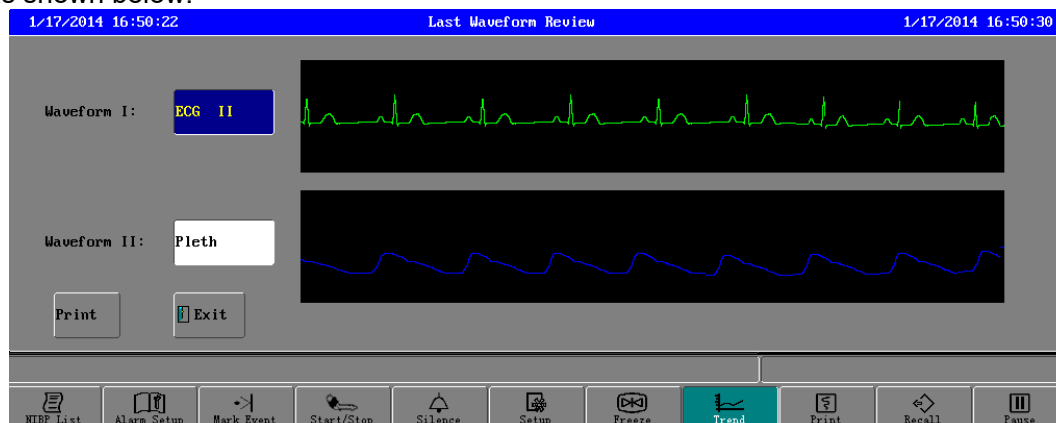 s shown below:
1/17/2014 16:50:22 Last Waveform Review 1/17/2014 16:50:30
Waveform I: ECG II
Waveform II: Pleth
Print Exit
NIBP List Alarm Setup Mark Event Start/Stop Silence Setup Freeze Trend Print Recall Pause